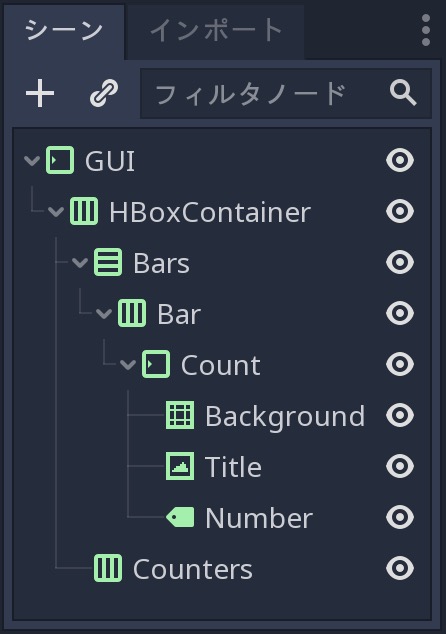 シーン インポート
フィルタノード
GUI
HBoxContainer
Bars
Bar
Count
Background
Title
Number
Counters